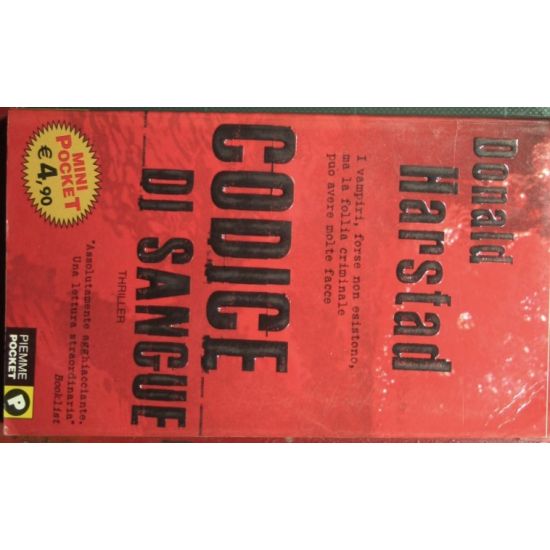 Donald
Harstad
I vampiri, forse non esistono,
ma la follia criminale
può avere molte facce
CODICE
DI SANGUE
THRILLER
MINI
POCKET
€ 4,90
"Assolutamente agghiacciante.
Una lettura straordinaria"
Booklist
PIEMME
POCKET
P